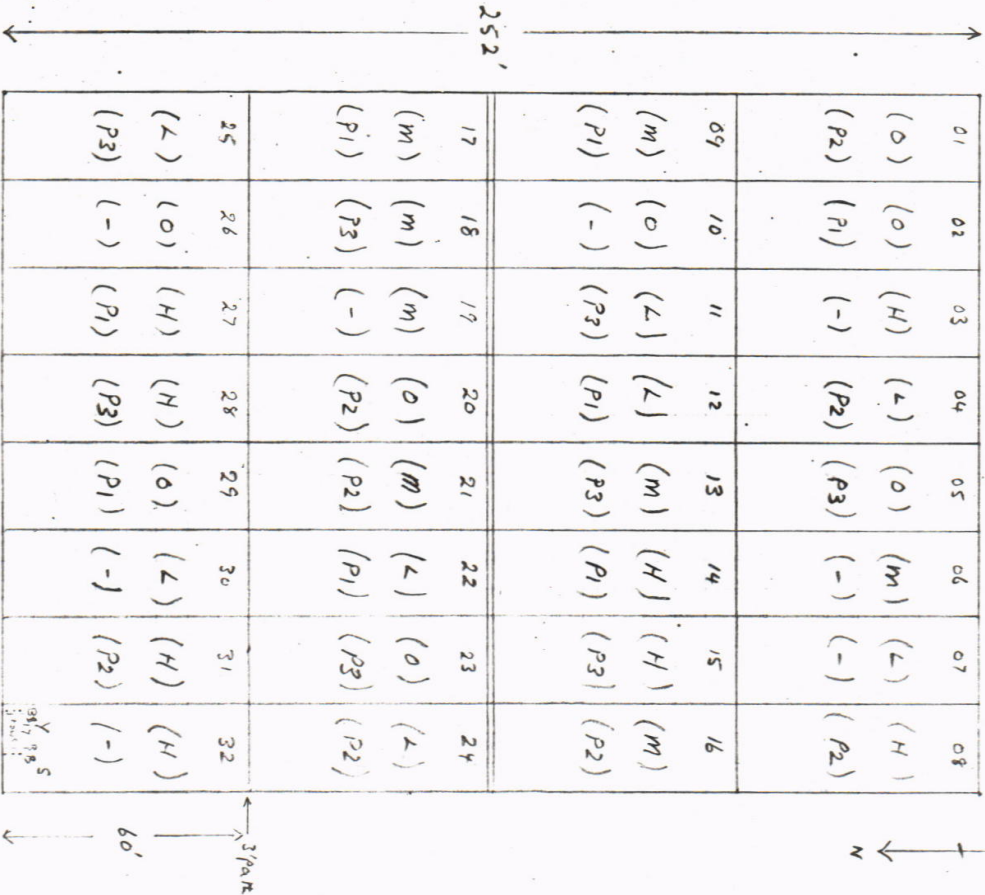 N
01 02 03 04 05 06 07 08
(O) (O) (H) (L) (O) (M) (L) (H)
(P2) (P1) (-) (P2) (P3) (-) (-) (P2)
09 10 11 12 13 14 15 16
(M) (O) (L) (L) (M) (H) (H) (M)
(P1) (-) (P3) (P1) (P3) (P1) (P3) (P2)
252'
17 18 19 20 21 22 23 24
(M) (M) (M) (O) (M) (L) (O) (L)
(P1) (P3) (-) (P2) (P2) (P1) (P3) (P2)
3' path
25 26 27 28 29 30 31 32
(L) (O) (H) (H) (O) (L) (H) (H)
(P3) (-) (P1) (P3) (P1) (-) (P2) (-)
60'